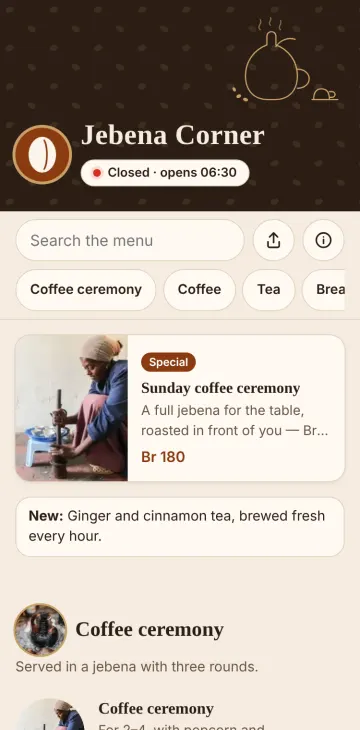 Jebena Corner
Closed · opens 06:30
Search the menu
Coffee ceremony
Coffee
Tea
Brea
Special
Sunday coffee ceremony
A full jebena for the table,
roasted in front of you — Br...
Br 180
New: Ginger and cinnamon tea, brewed fresh
every hour.
Coffee ceremony
Served in a jebena with three rounds.
Coffee ceremony
For 2–4, with popcorn and